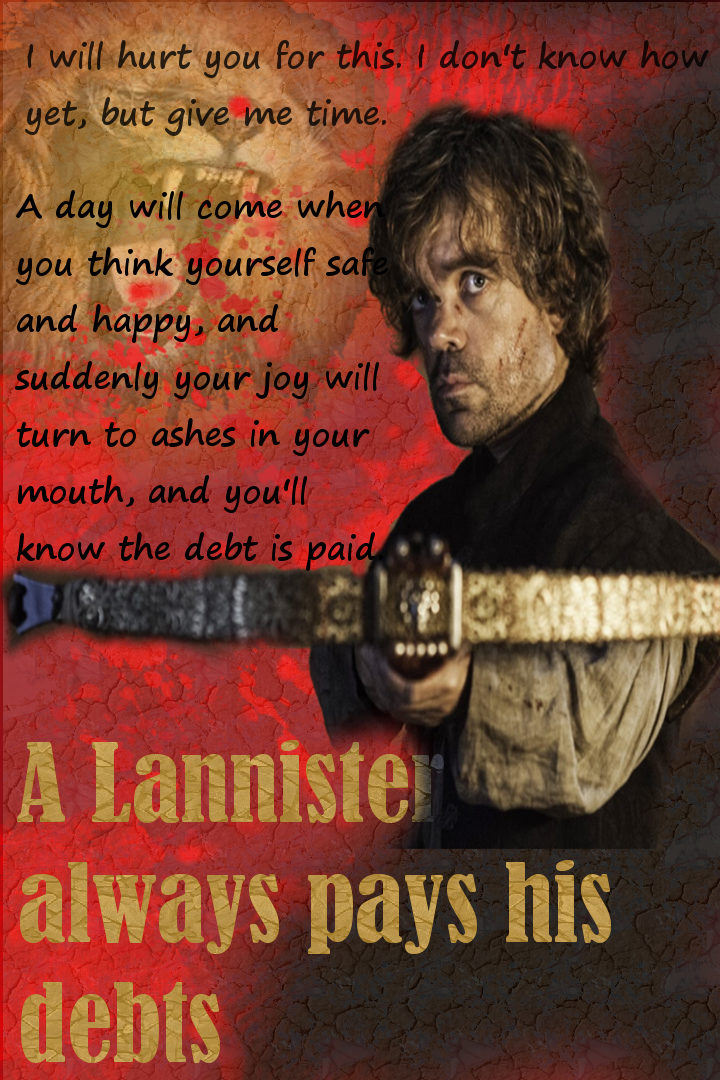 I will hurt you for this. I don't know how
yet, but give me time.
A day will come when
you think yourself safe
and happy, and
suddenly your joy will
turn to ashes in your
mouth, and you'll
know the debt is paid.
A Lannister
always pays his
debts